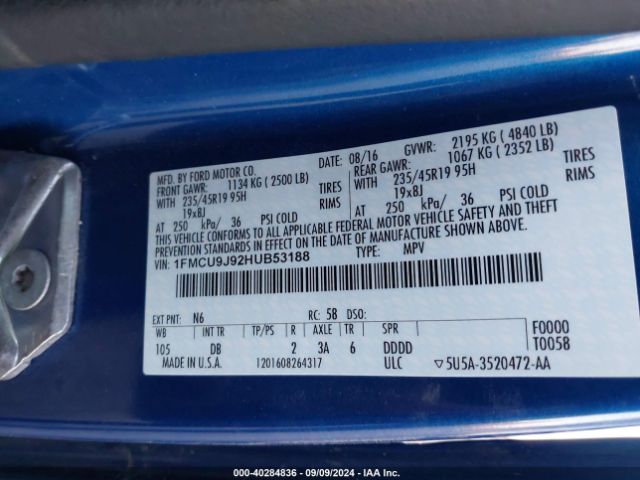 MFD. BY FORD MOTOR CO. DATE: 08/16 GVWR: 2195 KG ( 4840 LB)
FRONT GAWR: 1134 KG ( 2500 LB) REAR GAWR: 1067 KG ( 2352 LB)
WITH 235/45R19 95H TIRES WITH 235/45R19 95H TIRES
19x8J RIMS 19x8J RIMS
AT 250 kPa/ 36 PSI COLD AT 250 kPa/ 36 PSI COLD
THIS VEHICLE CONFORMS TO ALL APPLICABLE FEDERAL MOTOR VEHICLE SAFETY AND THEFT
PREVENTION STANDARDS IN EFFECT ON THE DATE OF MANUFACTURE SHOWN ABOVE.
VIN: 1FMCU9J92HUB53188 TYPE: MPV
EXT PNT: N6 RC: 58 DSO:
WB INT TR TP/PS R AXLE TR SPR F0000
105 DB 2 3A 6 DDDD T0058
MADE IN U.S.A. 1201608264317 ULC ▽5U5A-3520472-AA
000-40284836 - 09/09/2024 - IAA Inc.